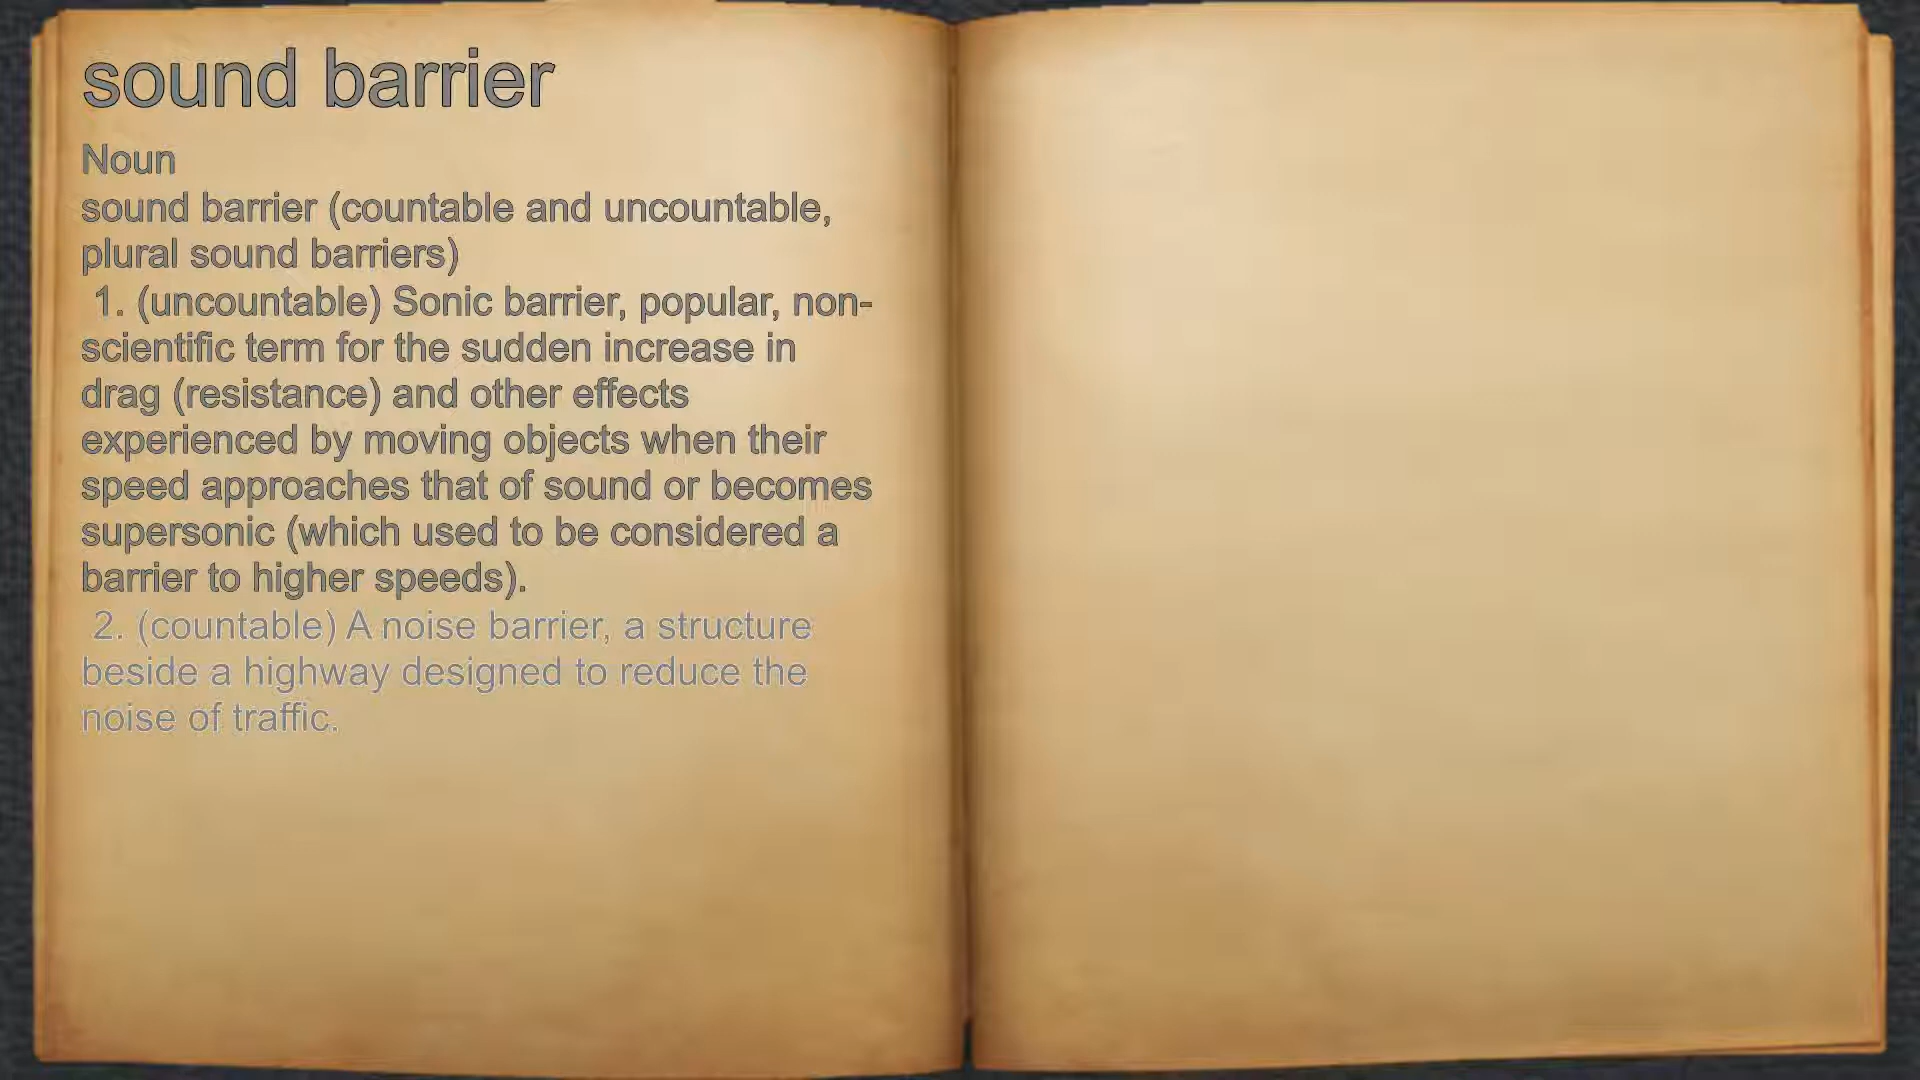 sound barrier
Noun
sound barrier (countable and uncountable,
plural sound barriers)
1. (uncountable) Sonic barrier, popular, non-
scientific term for the sudden increase in
drag (resistance) and other effects
experienced by moving objects when their
speed approaches that of sound or becomes
supersonic (which used to be considered a
barrier to higher speeds).
2. (countable) A noise barrier, a structure
beside a highway designed to reduce the
noise of traffic.